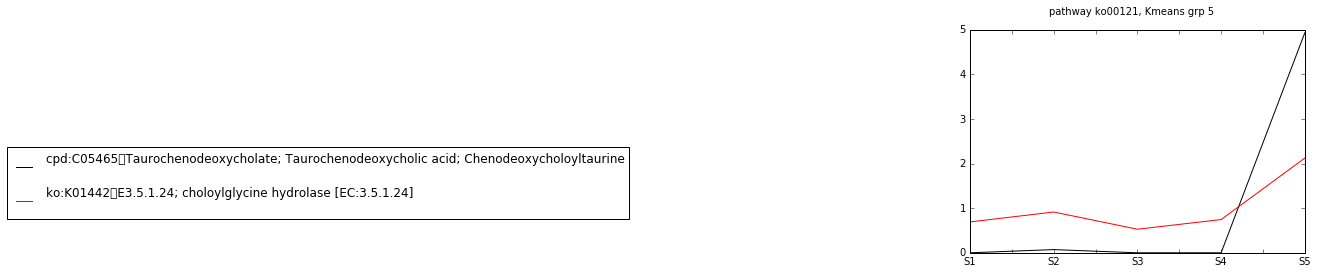 pathway ko00121, Kmeans grp 5
cpd:C05465▯Taurochenodeoxycholate; Taurochenodeoxycholic acid; Chenodeoxycholoyltaurine
ko:K01442▯E3.5.1.24; choloylglycine hydrolase [EC:3.5.1.24]
5
4
3
2
1
0
S1 S2 S3 S4 S5